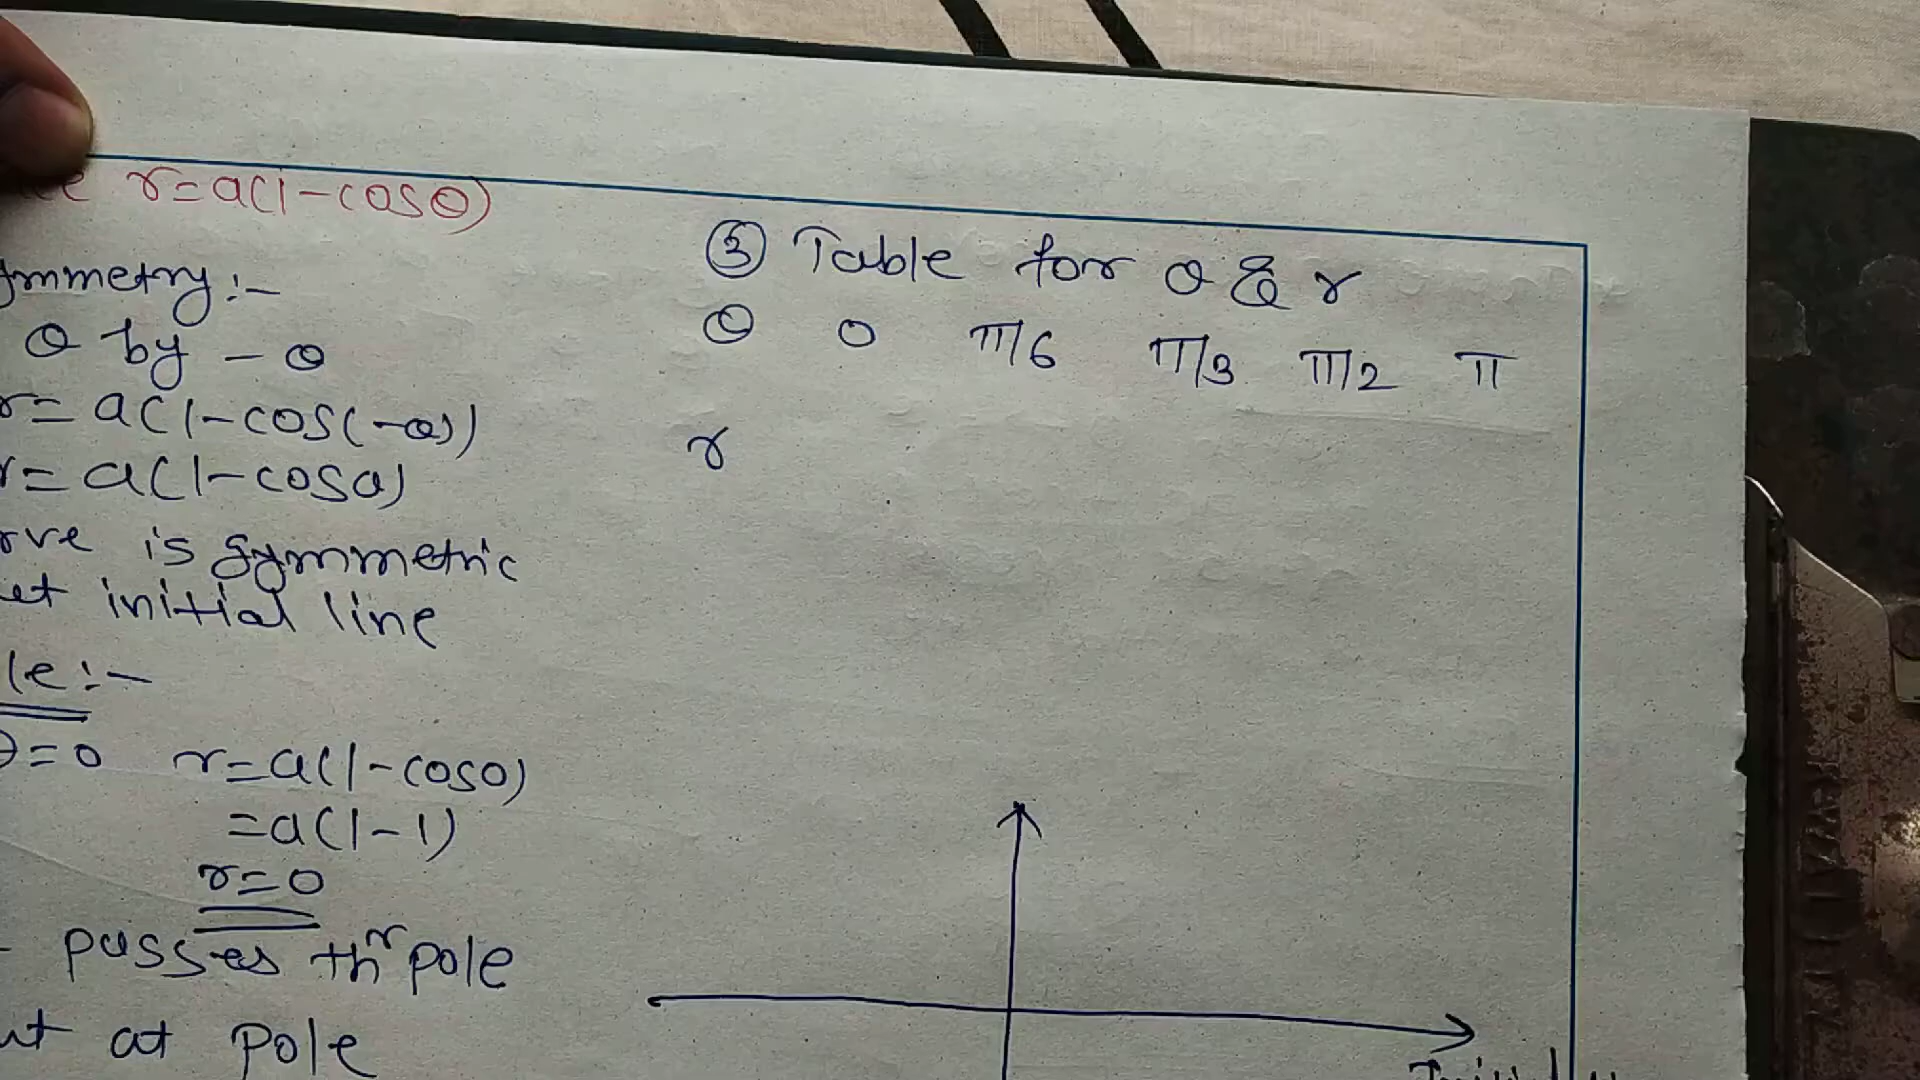 r=a(1-cosθ)
ymmetry:-
θ by -θ
r=a(1-cos(-θ))
r=a(1-cosθ)
rve is symmetric
initial line
le:-
θ=0 r=a(1-cos0)
=a(1-1)
r=0
- passes thr pole
at pole
③ Table for θ & r
θ 0 π/6 π/3 π/2 π
r